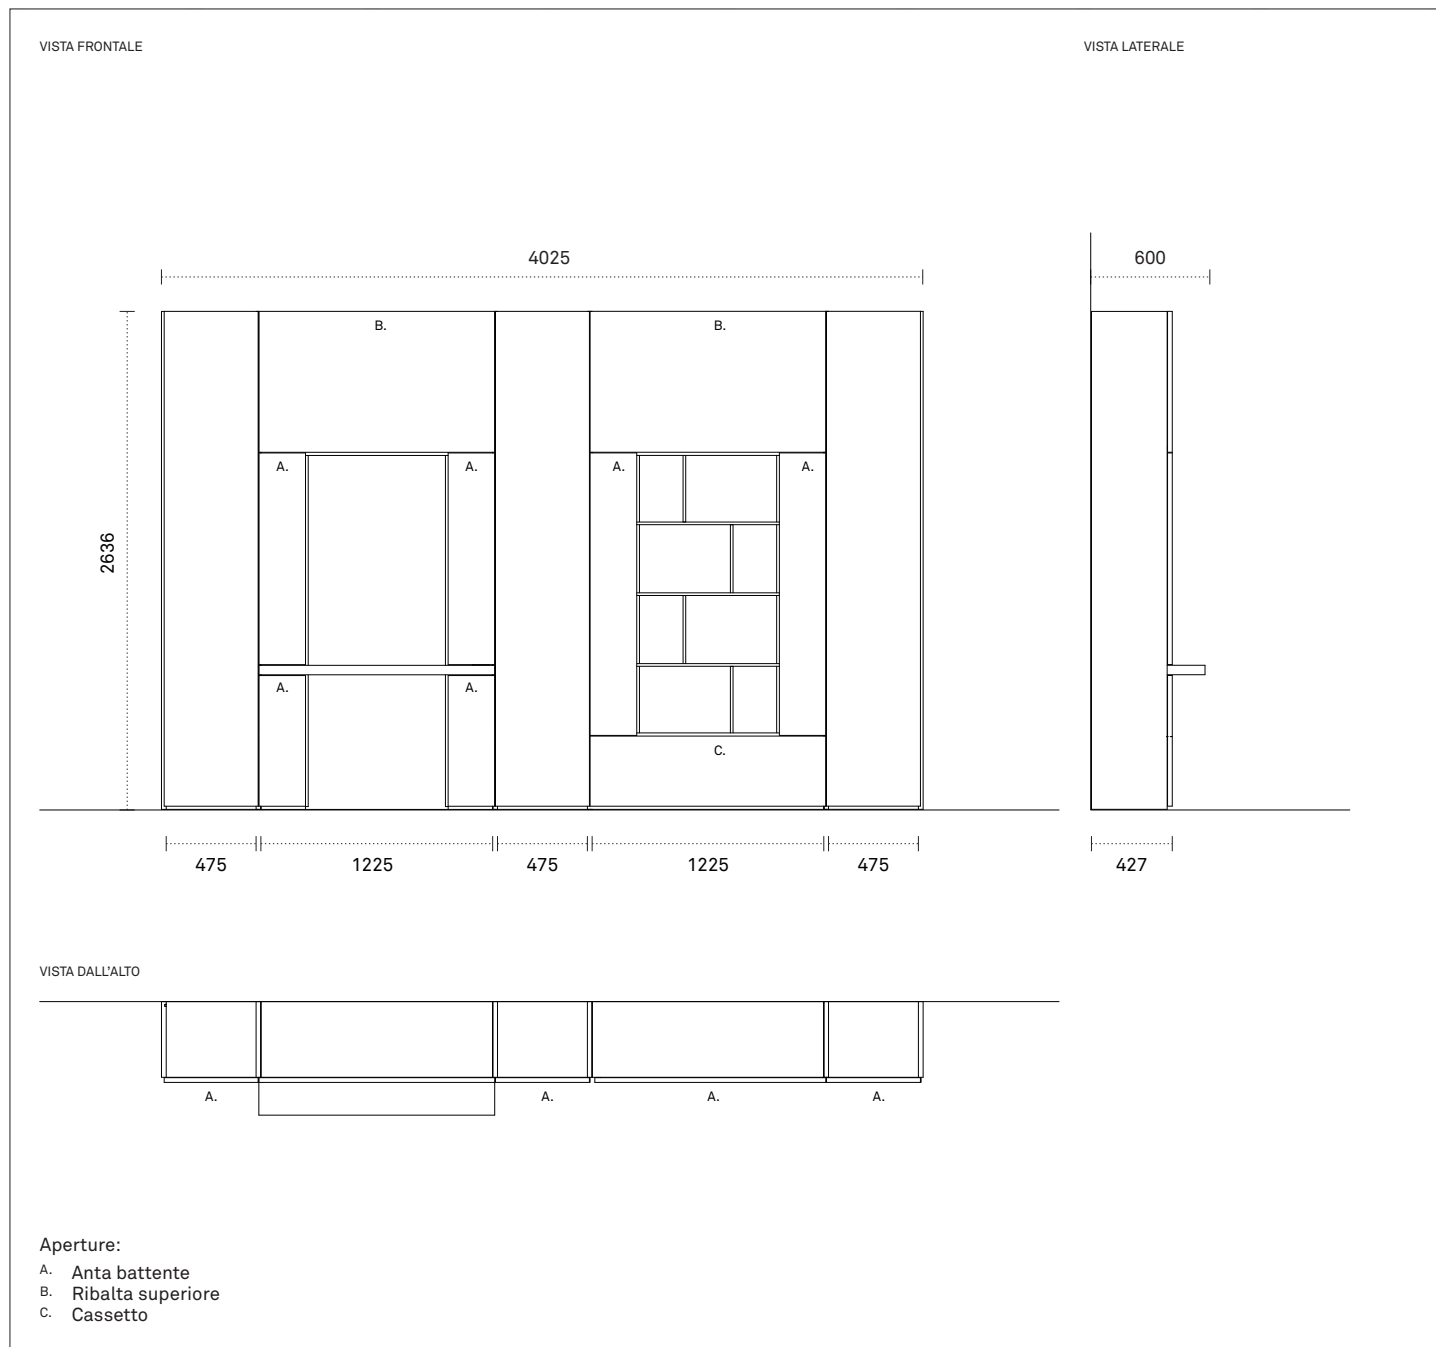 VISTA FRONTALE
VISTA LATERALE
4025
600
B.
B.
A.
A.
A.
A.
2636
A.
A.
C.
475
1225
475
1225
475
427
VISTA DALL'ALTO
A.
A.
A.
A.
Aperture:
A. Anta battente
B. Ribalta superiore
C. Cassetto